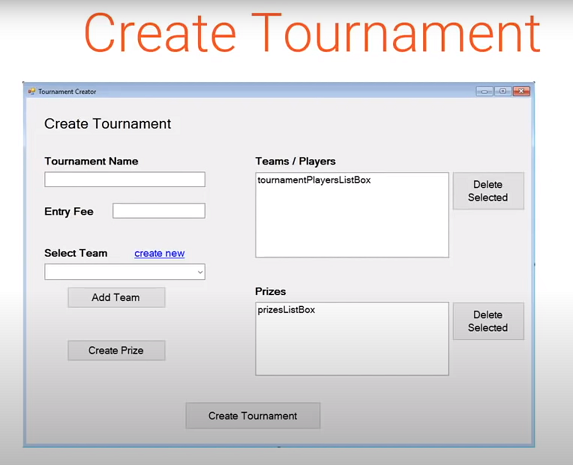 Create Tournament
Tournament Creator
Create Tournament
Tournament Name
Entry Fee
Select Team create new
Add Team
Create Prize
Teams / Players
tournamentPlayersListBox
Delete
Selected
Prizes
prizesListBox
Delete
Selected
Create Tournament